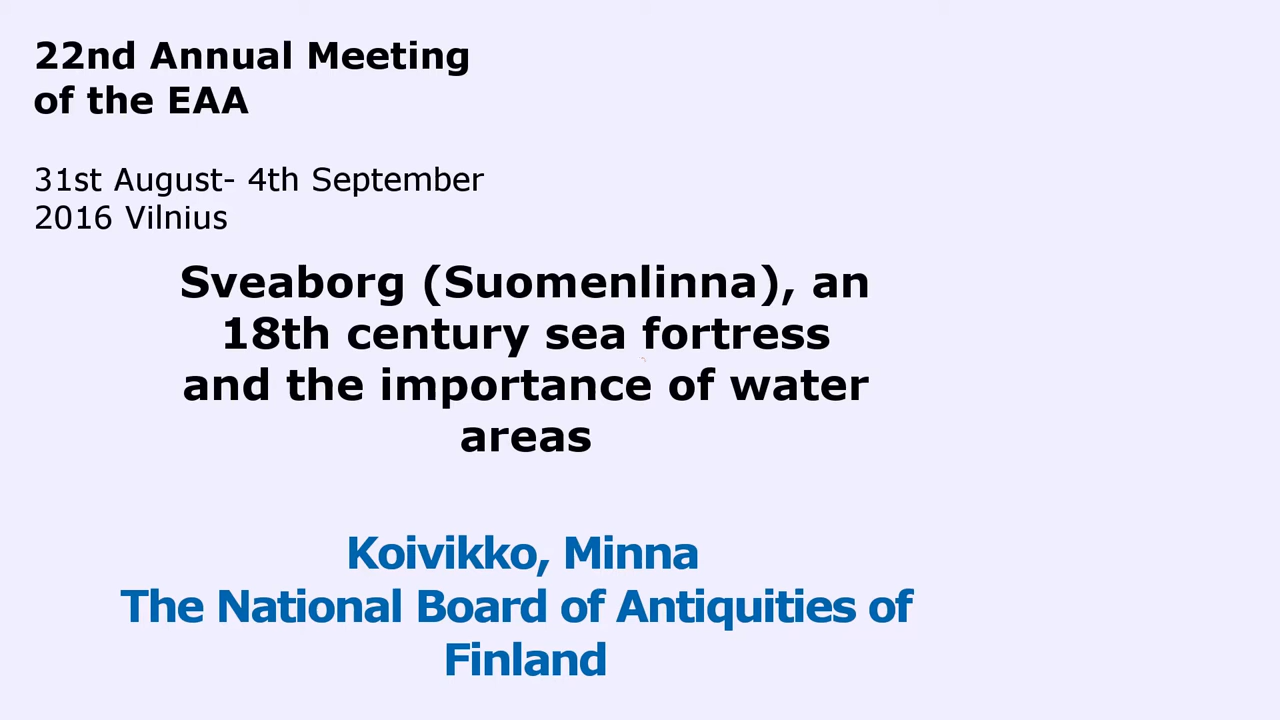 22nd Annual Meeting
of the EAA
31st August- 4th September
2016 Vilnius
Sveaborg (Suomenlinna), an
18th century sea fortress
and the importance of water
areas
Koivikko, Minna
The National Board of Antiquities of
Finland